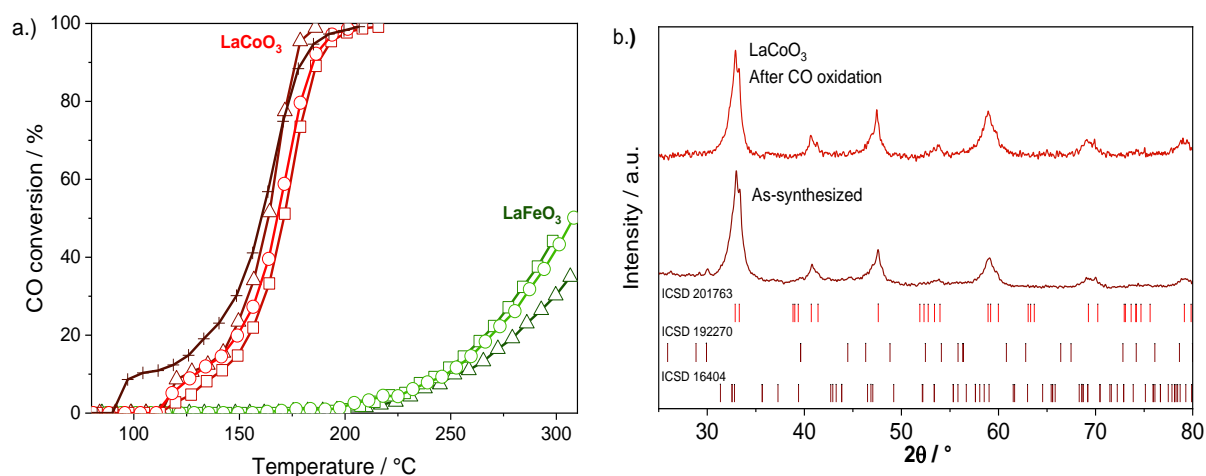 a.)
100
80
60
40
20
0
CO conversion / %
LaCoO₃
LaFeO₃
100
150
200
250
300
Temperature / °C
b.)
LaCoO₃
After CO oxidation
As-synthesized
ICSD 201763
ICSD 192270
ICSD 16404
Intensity / a.u.
30
40
50
60
70
80
2θ / °